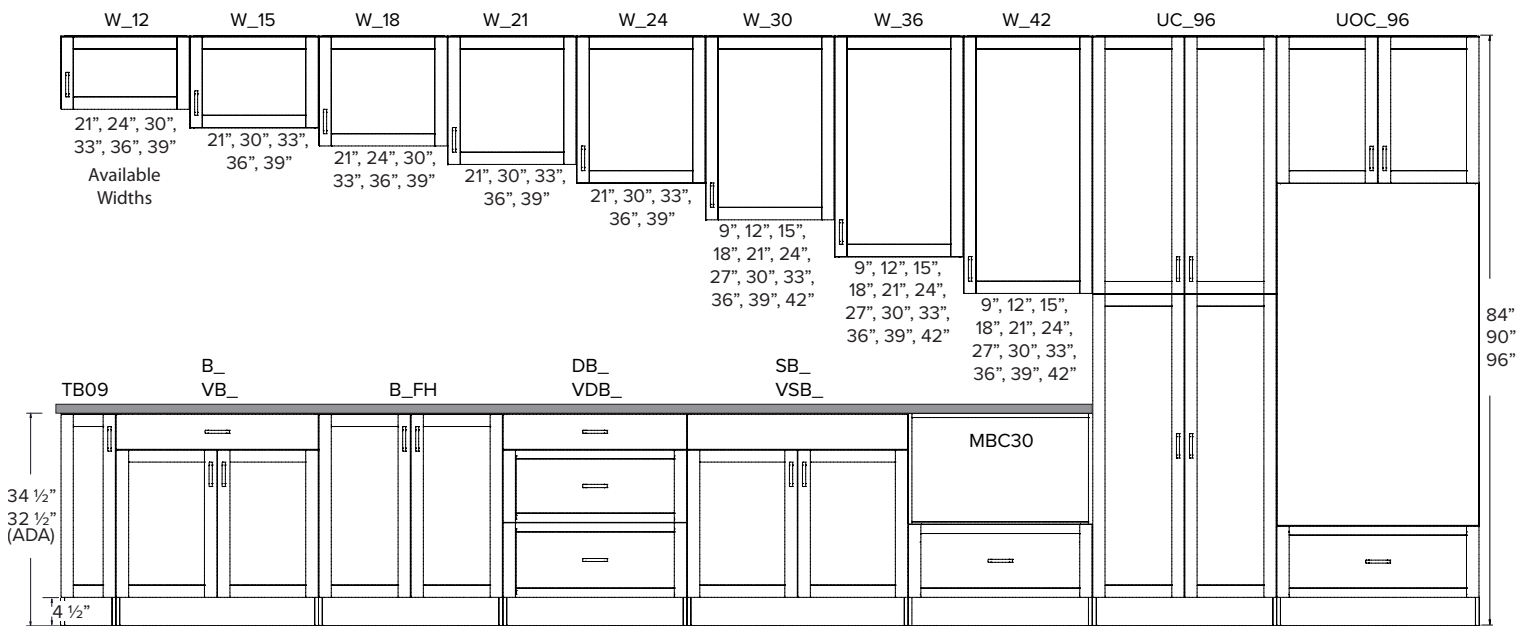 W_12
W_15
W_18
W_21
W_24
W_30
W_36
W_42
UC_96
UOC_96
21”, 24”, 30”,
33”, 36”, 39”
Available
Widths
21”, 30”, 33”,
36”, 39”
21”, 24”, 30”,
33”, 36”, 39”
21”, 30”, 33”,
36”, 39”
21”, 30”, 33”,
36”, 39”
9”, 12”, 15”,
18”, 21”, 24”,
27”, 30”, 33”,
36”, 39”, 42”
9”, 12”, 15”,
18”, 21”, 24”,
27”, 30”, 33”,
36”, 39”, 42”
9”, 12”, 15”,
18”, 21”, 24”,
27”, 30”, 33”,
36”, 39”, 42”
84”
90”
96”
TB09
B_
VB_
B_FH
DB_
VDB_
SB_
VSB_
MBC30
34 ½”
32 ½”
(ADA)
4 ½”